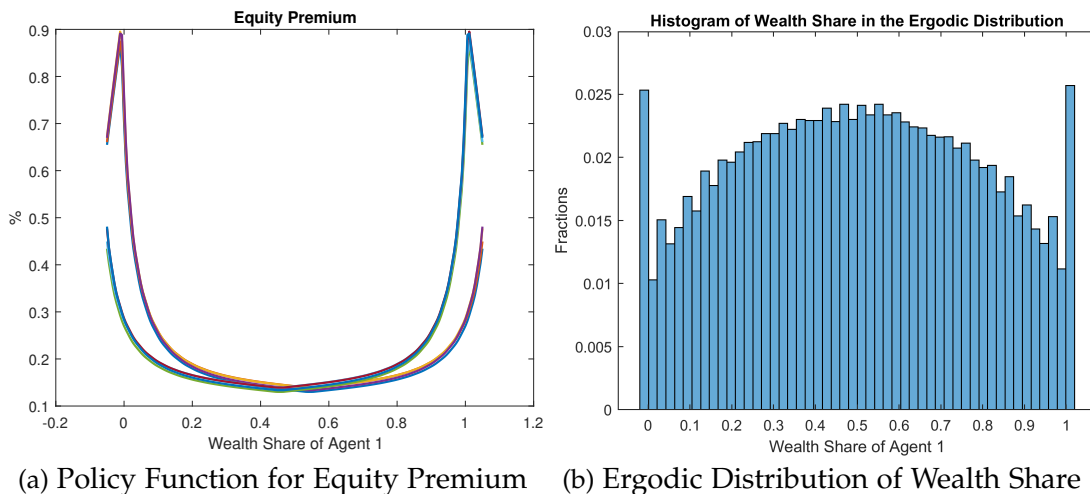 Equity Premium
%
0.9
0.8
0.7
0.6
0.5
0.4
0.3
0.2
0.1
-0.2 0 0.2 0.4 0.6 0.8 1 1.2
Wealth Share of Agent 1
(a) Policy Function for Equity Premium
Histogram of Wealth Share in the Ergodic Distribution
Fractions
0.03
0.025
0.02
0.015
0.01
0.005
0
0 0.1 0.2 0.3 0.4 0.5 0.6 0.7 0.8 0.9 1
Wealth Share of Agent 1
(b) Ergodic Distribution of Wealth Share